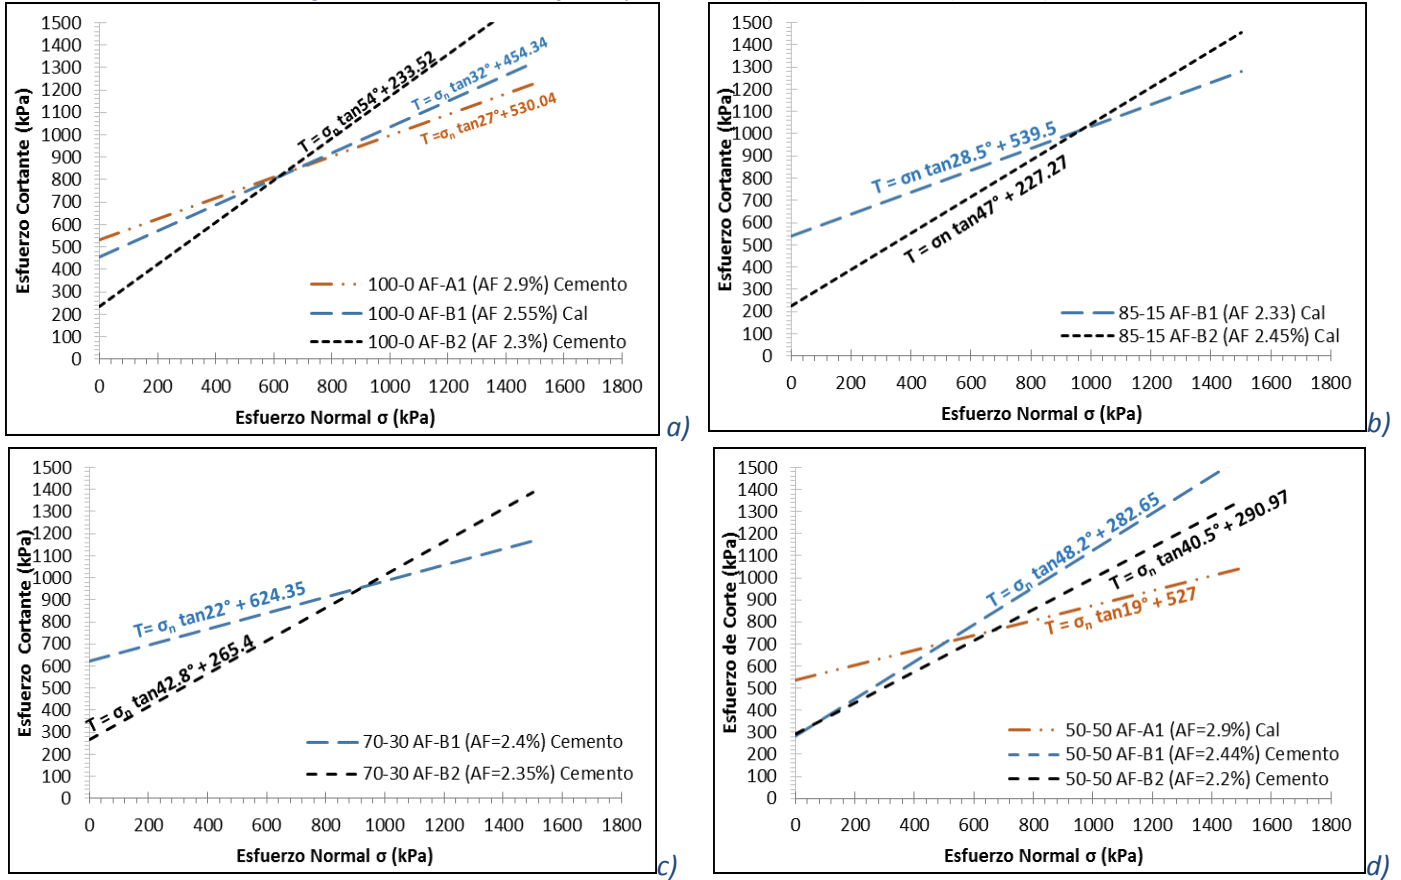 1500
1400
1300
1200
1100
1000
900
800
700
600
500
400
300
200
100
0
Esfuerzo Cortante (kPa)
T = σn tan54°+233.52
T = σn tan32° +454.34
T =σn tan27°+530.04
100-0 AF-A1 (AF 2.9%) Cemento
100-0 AF-B1 (AF 2.55%) Cal
100-0 AF-B2 (AF 2.3%) Cemento
0 200 400 600 800 1000 1200 1400 1600 1800
Esfuerzo Normal σ (kPa)
a)
1500
1400
1300
1200
1100
1000
900
800
700
600
500
400
300
200
100
0
Esfuerzo Cortante (kPa)
T = σn tan28.5° + 539.5
T = σn tan47° + 227.27
85-15 AF-B1 (AF 2.33) Cal
85-15 AF-B2 (AF 2.45%) Cal
0 200 400 600 800 1000 1200 1400 1600 1800
Esfuerzo Normal σ (kPa)
b)
1500
1400
1300
1200
1100
1000
900
800
700
600
500
400
300
200
100
0
Esfuerzo Cortante (kPa)
T= σn tan22° + 624.35
T = σn tan42.8° + 265.4
70-30 AF-B1 (AF=2.4%) Cemento
70-30 AF-B2 (AF=2.35%) Cemento
0 200 400 600 800 1000 1200 1400 1600 1800
Esfuerzo Normal σ (kPa)
c)
1500
1400
1300
1200
1100
1000
900
800
700
600
500
400
300
200
100
0
Esfuerzo de Corte (kPa)
T = σn tan48.2° + 282.65
T = σn tan40.5° + 290.97
T = σn tan19° + 527
50-50 AF-A1 (AF=2.9%) Cal
50-50 AF-B1 (AF=2.44%) Cemento
50-50 AF-B2 (AF=2.2%) Cemento
0 200 400 600 800 1000 1200 1400 1600 1800
Esfuerzo Normal σ (kPa)
d)